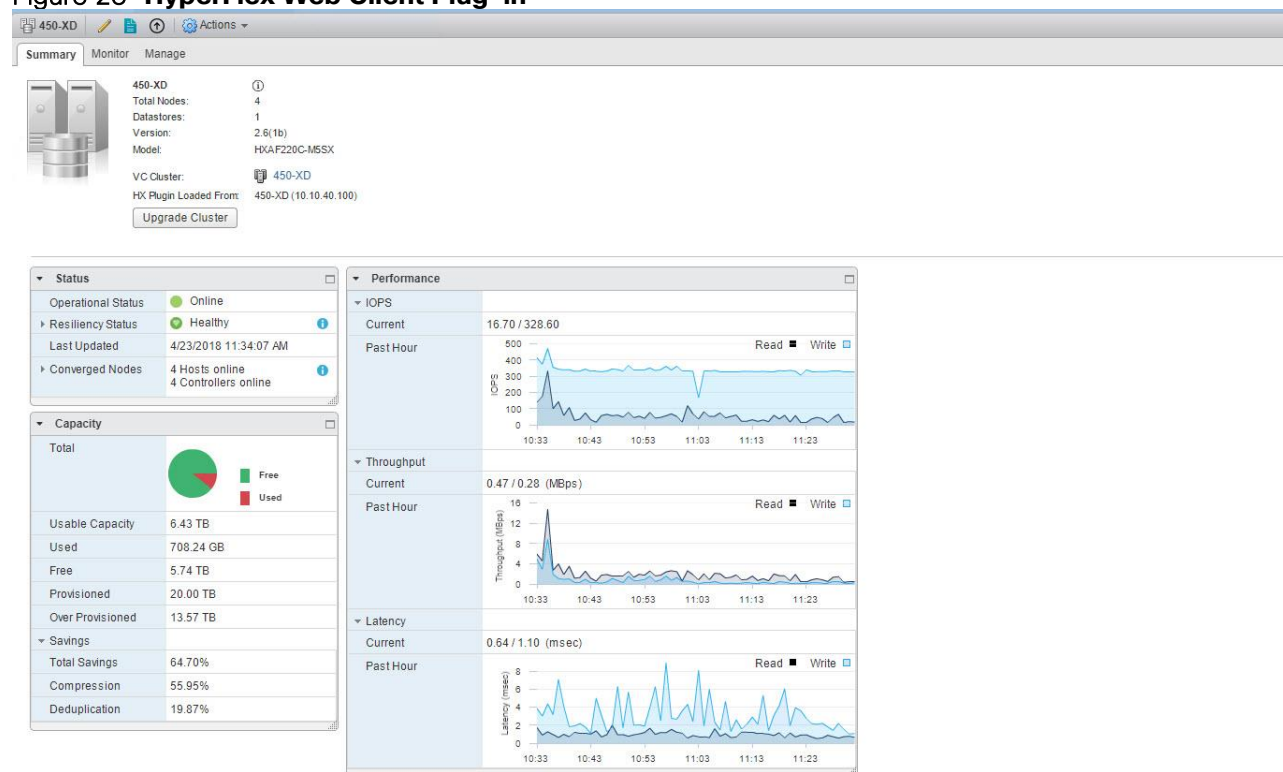 Figure 28 HyperFlex Web Client Plug-in
450-XD Actions
Summary Monitor Manage
450-XD
Total Nodes: 4
Datastores: 1
Version: 2.6(1b)
Model: HXAF220C-M5SX
VC Cluster: 450-XD
HX Plugin Loaded From: 450-XD (10.10.40.100)
Upgrade Cluster
Status
Operational Status Online
Resiliency Status Healthy
Last Updated 4/23/2018 11:34:07 AM
Converged Nodes 4 Hosts online
4 Controllers online
Capacity
Total
Free
Used
Usable Capacity 6.43 TB
Used 708.24 GB
Free 5.74 TB
Provisioned 20.00 TB
Over Provisioned 13.57 TB
Savings
Total Savings 64.70%
Compression 55.95%
Deduplication 19.87%
Performance
IOPS
Current 16.70 / 328.60
Past Hour
Read Write
IOPS
500
400
300
200
100
0
10:33 10:43 10:53 11:03 11:13 11:23
Throughput
Current 0.47 / 0.28 (MBps)
Past Hour
Read Write
Throughput (MBps)
16
12
8
4
0
10:33 10:43 10:53 11:03 11:13 11:23
Latency
Current 0.64 / 1.10 (msec)
Past Hour
Read Write
Latency (msec)
8
6
4
2
0
10:33 10:43 10:53 11:03 11:13 11:23